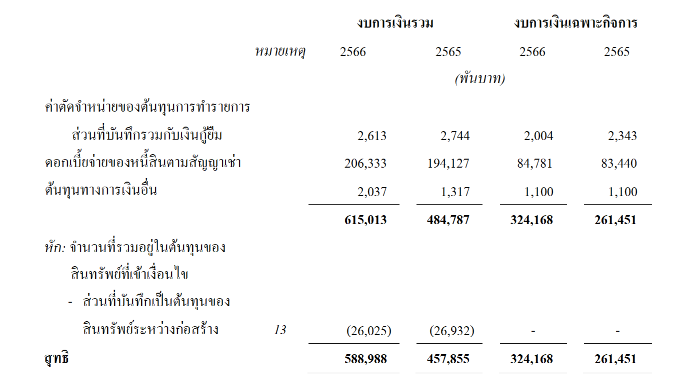 งบการเงินรวม งบการเงินเฉพาะกิจการ
หมายเหตุ 2566 2565 2566 2565
(พันบาท)
ค่าตัดจำหน่ายของต้นทุนการทำรายการ
ส่วนที่บันทึกรวมกับเงินกู้ยืม 2,613 2,744 2,004 2,343
ดอกเบี้ยจ่ายของหนี้สินตามสัญญาเช่า 206,333 194,127 84,781 83,440
ต้นทุนทางการเงินอื่น 2,037 1,317 1,100 1,100
615,013 484,787 324,168 261,451
หัก: จำนวนที่รวมอยู่ในต้นทุนของ
สินทรัพย์ที่เข้าเงื่อนไข
- ส่วนที่บันทึกเป็นต้นทุนของ
สินทรัพย์ระหว่างก่อสร้าง 13 (26,025) (26,932) - -
สุทธิ 588,988 457,855 324,168 261,451